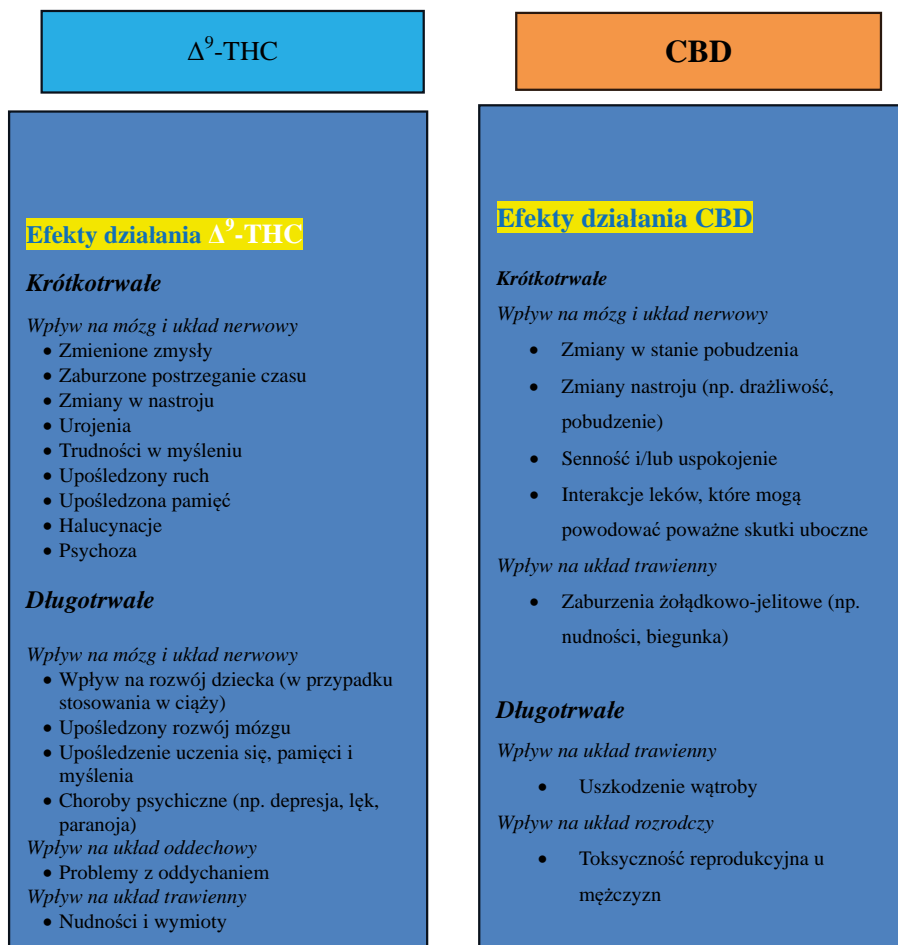 Δ⁹-THC
Efekty działania Δ⁹-THC
Krótkotrwałe
Wpływ na mózg i układ nerwowy
• Zmienione zmysły
• Zaburzone postrzeganie czasu
• Zmiany w nastroju
• Urojenia
• Trudności w myśleniu
• Upośledzony ruch
• Upośledzona pamięć
• Halucynacje
• Psychoza
Długotrwałe
Wpływ na mózg i układ nerwowy
• Wpływ na rozwój dziecka (w przypadku
stosowania w ciąży)
• Upośledzony rozwój mózgu
• Upośledzenie uczenia się, pamięci i
myślenia
• Choroby psychiczne (np. depresja, lęk,
paranoja)
Wpływ na układ oddechowy
• Problemy z oddychaniem
Wpływ na układ trawienny
• Nudności i wymioty
CBD
Efekty działania CBD
Krótkotrwałe
Wpływ na mózg i układ nerwowy
• Zmiany w stanie pobudzenia
• Zmiany nastroju (np. drażliwość,
pobudzenie)
• Senność i/lub uspokojenie
• Interakcje leków, które mogą
powodować poważne skutki uboczne
Wpływ na układ trawienny
• Zaburzenia żołądkowo-jelitowe (np.
nudności, biegunka)
Długotrwałe
Wpływ na układ trawienny
• Uszkodzenie wątroby
Wpływ na układ rozrodczy
• Toksyczność reprodukcyjna u
mężczyzn